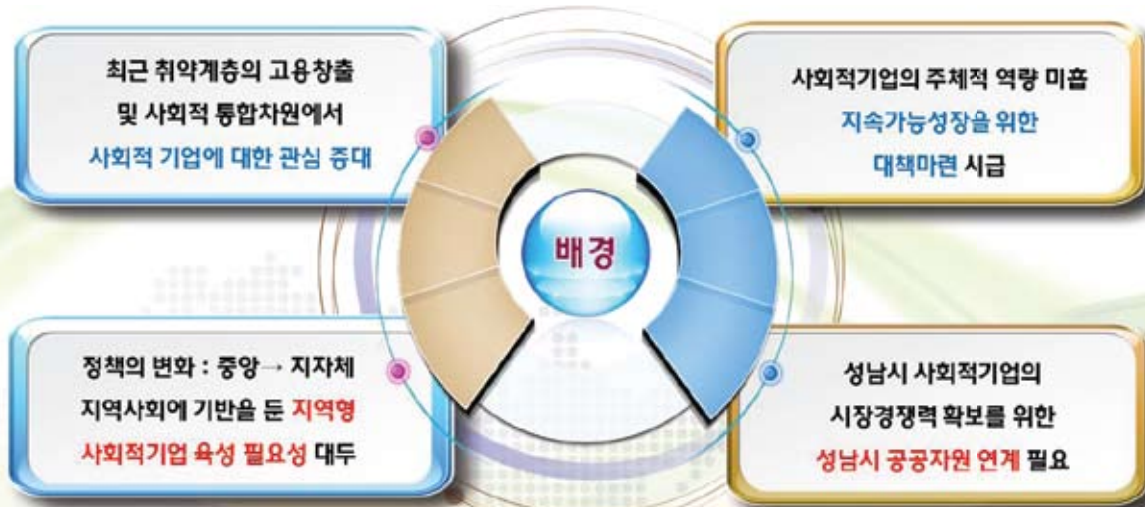 최근 취약계층의 고용창출
및 사회적 통합차원에서
사회적 기업에 대한 관심 증대
사회적기업의 주체적 역량 미흡
지속가능성장을 위한
대책마련 시급
배경
정책의 변화 : 중앙→ 지자체
지역사회에 기반을 둔 지역형
사회적기업 육성 필요성 대두
성남시 사회적기업의
시장경쟁력 확보를 위한
성남시 공공자원 연계 필요